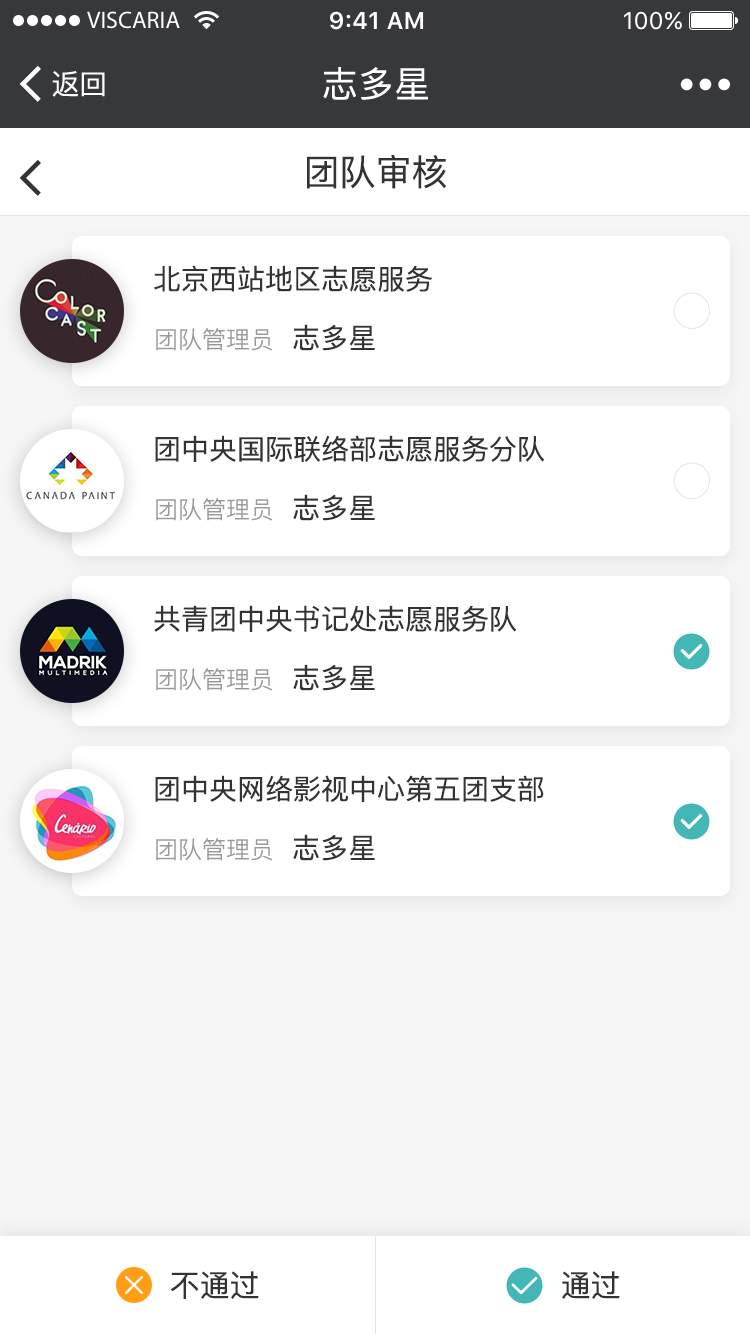 VISCARIA 9:41 AM 100%
返回 志多星
团队审核
COLOR
CAST
北京西站地区志愿服务
团队管理员 志多星
CANADA PAINT
团中央国际联络部志愿服务分队
团队管理员 志多星
MADRIK
MULTIMEDIA
共青团中央书记处志愿服务队
团队管理员 志多星
Cenário
团中央网络影视中心第五团支部
团队管理员 志多星
不通过 通过